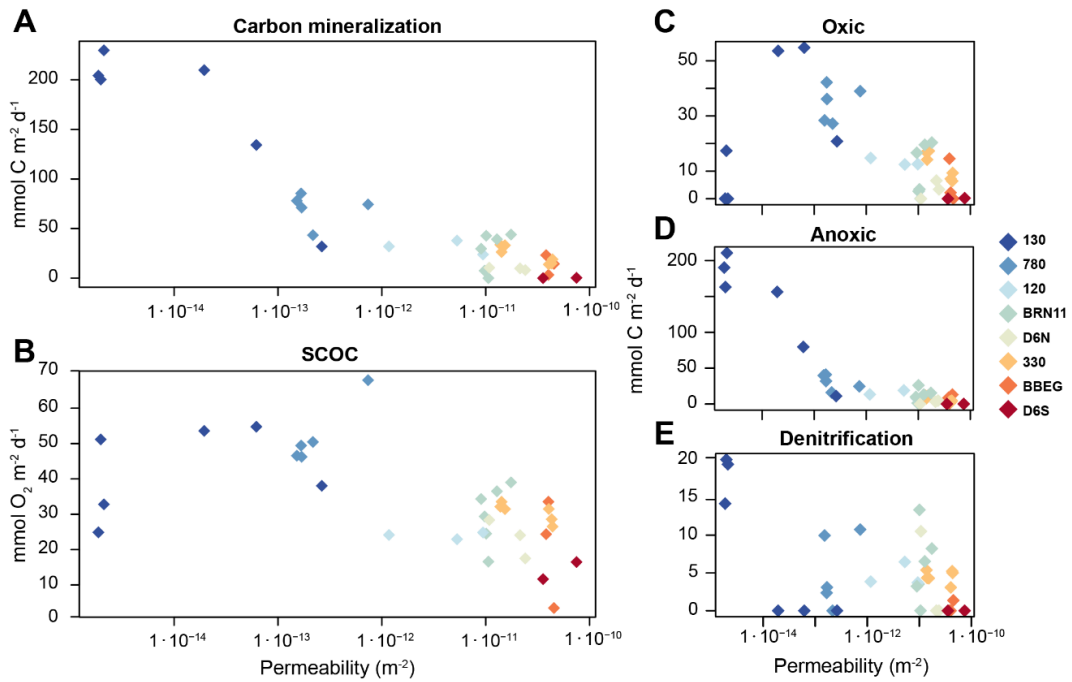 A
Carbon mineralization
mmol C m-2 d-1
200
150
100
50
0
1·10-14
1·10-13
1·10-12
1·10-11
1·10-10
B
SCOC
mmol O2 m-2 d-1
70
60
50
40
30
20
10
0
1·10-14
1·10-13
1·10-12
1·10-11
1·10-10
Permeability (m-2)
C
Oxic
50
30
10
0
D
Anoxic
mmol C m-2 d-1
200
100
50
0
E
Denitrification
20
15
10
5
0
1·10-14
1·10-12
1·10-10
Permeability (m-2)
130
780
120
BRN11
D6N
330
BBEG
D6S